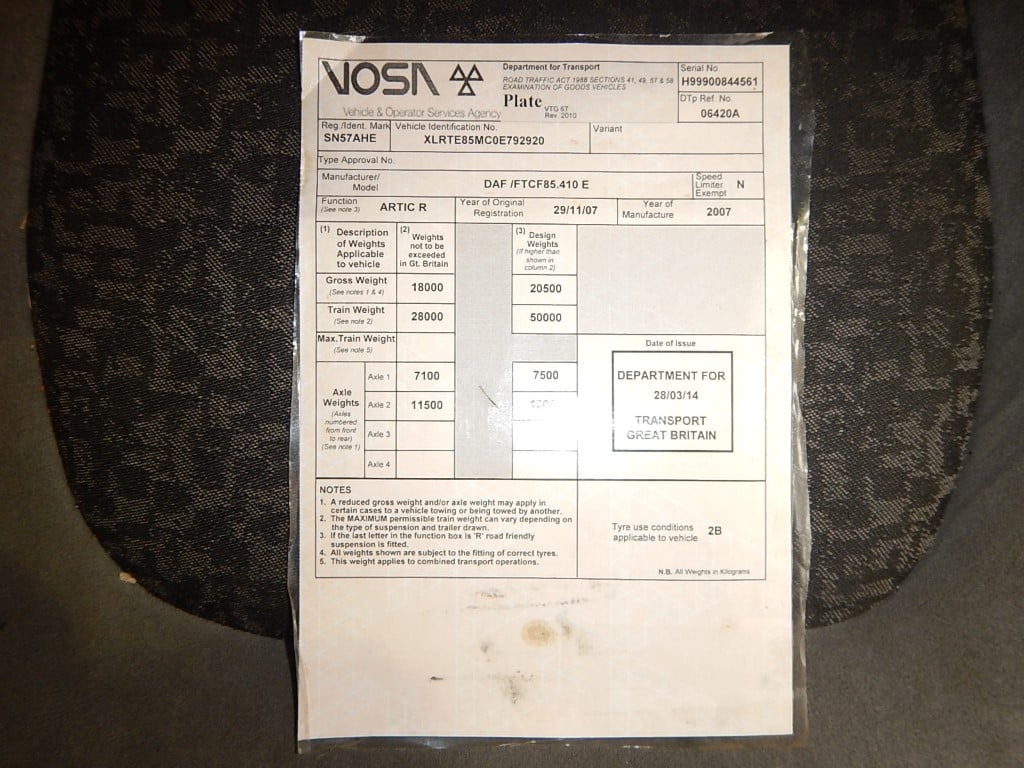 VOSA
Vehicle & Operator Services Agency
Department for Transport
ROAD TRAFFIC ACT 1988 SECTIONS 41, 49, 57 & 58
EXAMINATION OF GOODS VEHICLES
Plate VTG 6T
Rev. 2010
Serial No.
H99900844561
DTp Ref. No.
06420A
Reg./Ident. Mark
SN57AHE
Vehicle Identification No.
XLRTE85MC0E792920
Variant
Type Approval No.
Manufacturer/
Model
DAF /FTCF85.410 E
Speed
Limiter
Exempt
N
Function
(See note 3)
ARTIC R
Year of Original
Registration
29/11/07
Year of
Manufacture
2007
(1) Description
of Weights
Applicable
to vehicle
(2) Weights
not to be
exceeded
in Gt. Britain
(3) Design
Weights
(if higher than
shown in
column 2)
Gross Weight
(See notes 1 & 4)
18000
20500
Train Weight
(See note 2)
28000
50000
Max.Train Weight
(See note 5)
Axle
Weights
(Axles
numbered
from front
to rear)
(See note 1)
Axle 1
7100
7500
Axle 2
11500
Axle 3
Axle 4
Date of Issue
DEPARTMENT FOR
28/03/14
TRANSPORT
GREAT BRITAIN
NOTES
1. A reduced gross weight and/or axle weight may apply in
certain cases to a vehicle towing or being towed by another.
2. The MAXIMUM permissible train weight can vary depending on
the type of suspension and trailer drawn.
3. If the last letter in the function box is 'R' road friendly
suspension is fitted.
4. All weights shown are subject to the fitting of correct tyres.
5. This weight applies to combined transport operations.
Tyre use conditions
applicable to vehicle
2B
N.B. All Weights in Kilograms